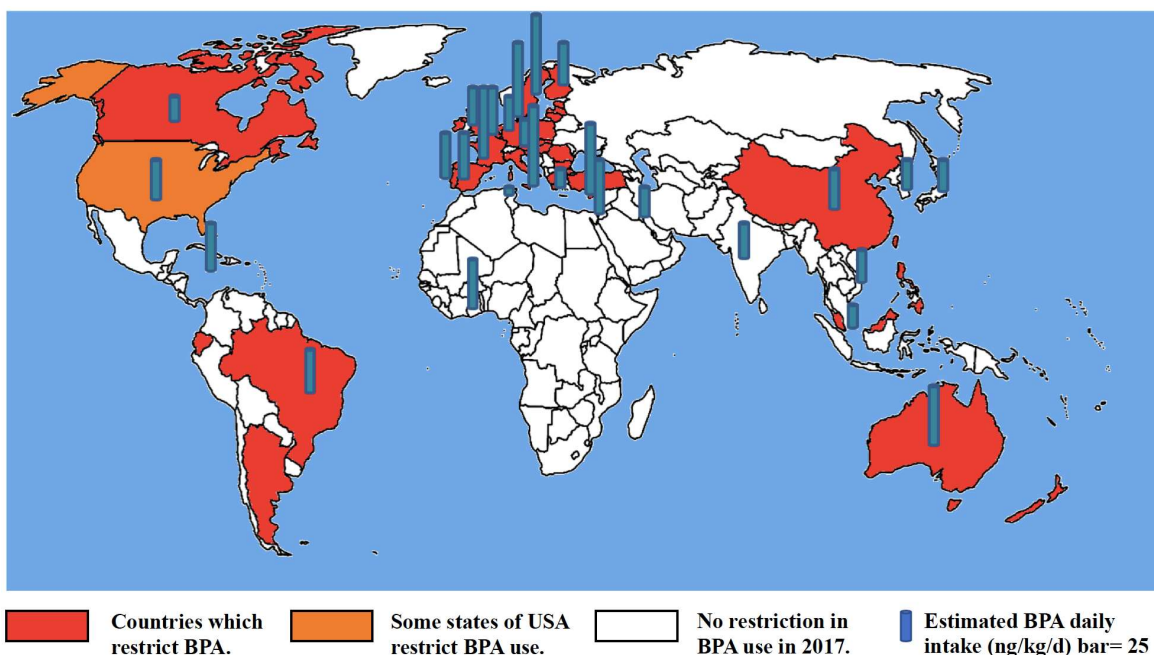 Countries which
restrict BPA.
Some states of USA
restrict BPA use.
No restriction in
BPA use in 2017.
Estimated BPA daily
intake (ng/kg/d) bar= 25